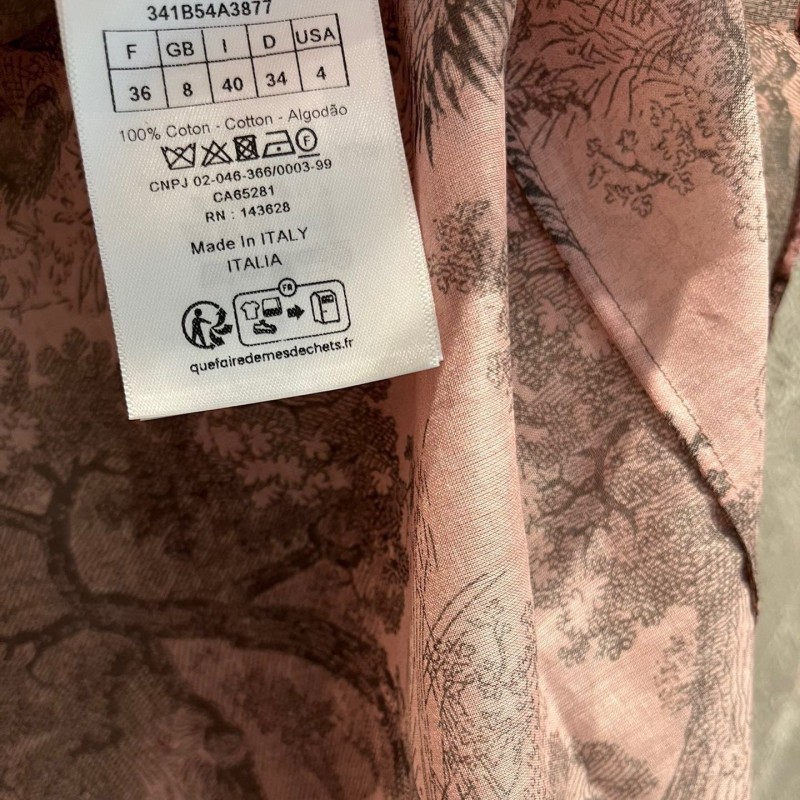 341B54A3877
F GB I D USA
36 8 40 34 4
100% Coton - Cotton - Algodão
F
CNPJ 02-046-366/0003-99
CA65281
RN : 143628
Made In ITALY
ITALIA
FR
quefairedemesdechets.fr